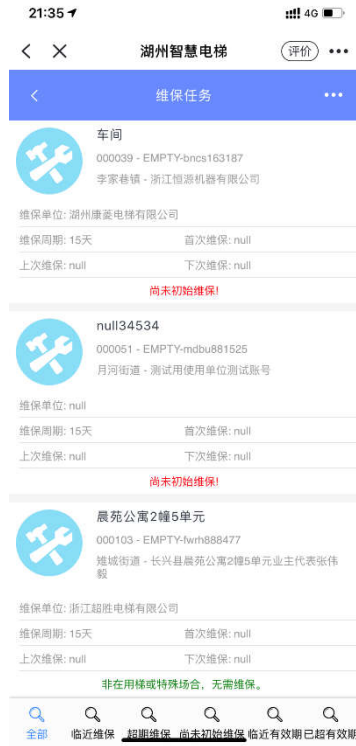 21:35
4G
湖州智慧电梯
评价
维保任务
车间
000039 - EMPTY-bncs163187
李家巷镇 - 浙江恒源机器有限公司
维保单位: 湖州康菱电梯有限公司
维保周期: 15天 首次维保: null
上次维保: null 下次维保: null
尚未初始维保!
null34534
000051 - EMPTY-mdbu881525
月河街道 - 测试用使用单位测试账号
维保单位: null
维保周期: 15天 首次维保: null
上次维保: null 下次维保: null
尚未初始维保!
晨苑公寓2幢5单元
000103 - EMPTY-fwrh888477
雉城街道 - 长兴县晨苑公寓2幢5单元业主代表张伟
毅
维保单位: 浙江超胜电梯有限公司
维保周期: 15天 首次维保: null
上次维保: null 下次维保: null
非在用梯或特殊场合，无需维保。
全部 临近维保 超期维保 尚未初始维保 临近有效期 已超有效期